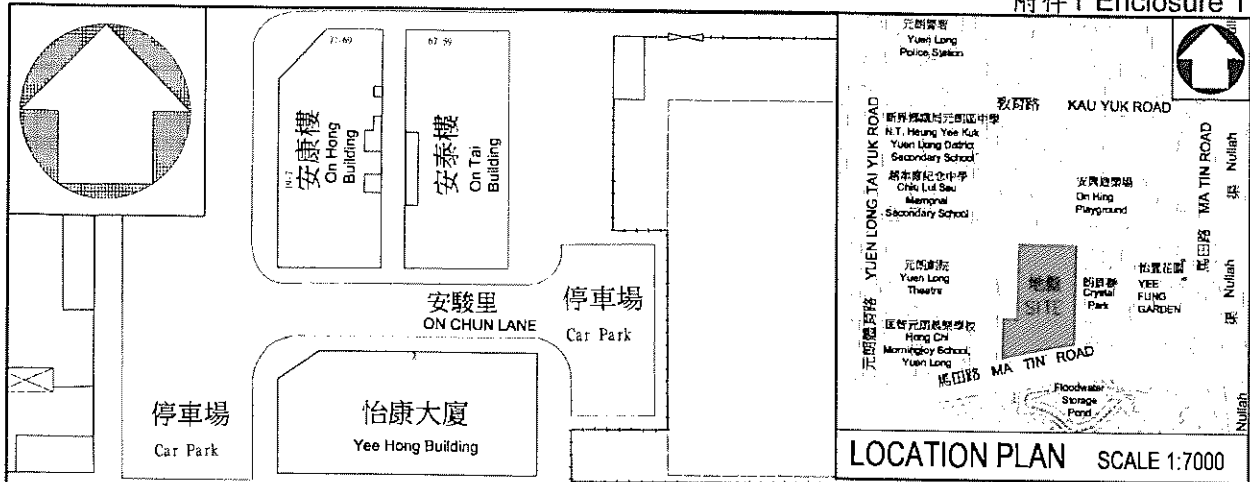 附件1 Enclosure 1
安康樓
On Hong
Building
安泰樓
On Tai
Building
安駿里
ON CHUN LANE
停車場
Car Park
停車場
Car Park
怡康大廈
Yee Hong Building
元朗警署
Yuen Long
Police Station
教育路 KAU YUK ROAD
新界鄉議局元朗區中學
N.T. Heung Yee Kuk
Yuen Long District
Secondary School
趙聿修紀念中學
Chiu Lut Sau
Memorial
Secondary School
安興遊樂場
On Hing
Playground
元朗體育路 YUEN LONG TAI YUK ROAD
馬田路 MA TIN ROAD
渠 Nullah
渠 Nullah
Nullah
元朗劇院
Yuen Long
Theatre
地盤
SITE
Crystal
Park
怡豐花園
YEE
FUNG
GARDEN
匡智元朗晨樂學校
Hong Chi
Morningjoy School,
Yuen Long
馬田路 MA TIN ROAD
Floodwater
Storage
Pond
LOCATION PLAN SCALE 1:7000